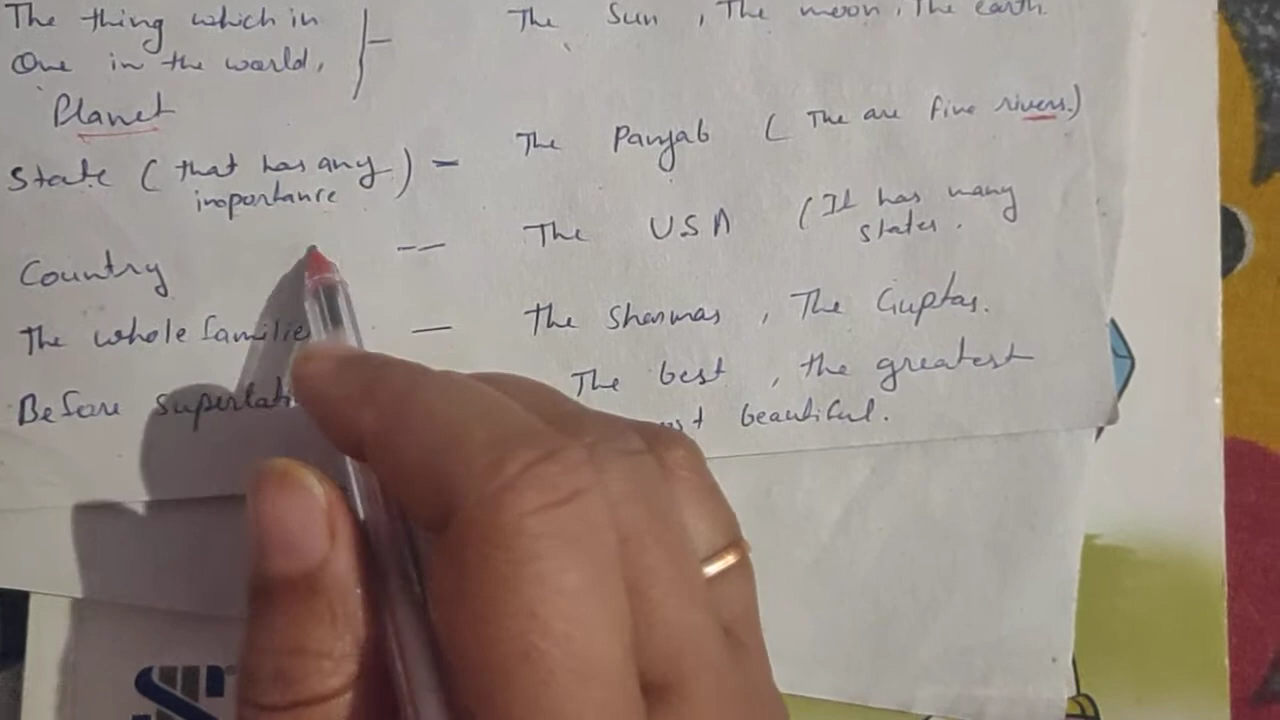 The thing which in The Sun, The moon, The earth.
One in the world,
Planet
State (that has any importance) - The Panjab (The are five rivers.)
Country -- The U.S.A (It has many states.
The whole familie — the Sharmas, The Guptas.
Before superlati The best, the greatest
beautiful.